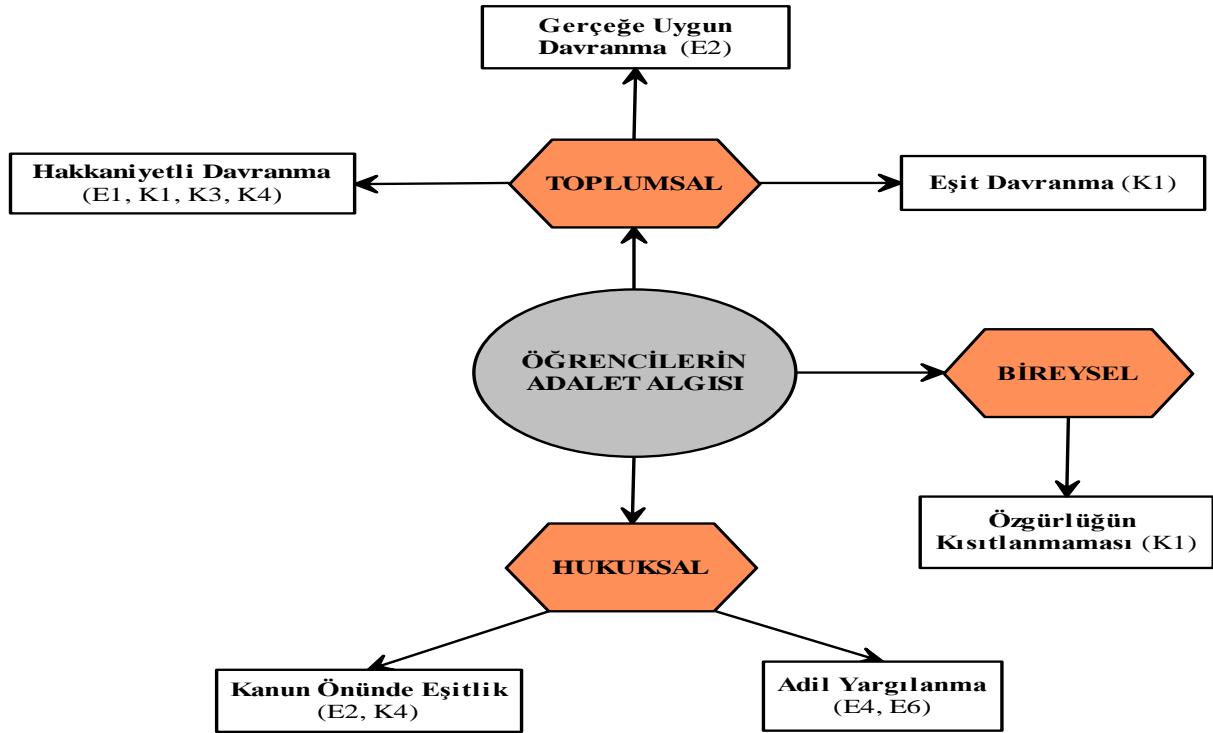 Gerçeğe Uygun
Davranma (E2)
Hakkaniyetli Davranma
(E1, K1, K3, K4)
TOPLUMSAL
Eşit Davranma (K1)
ÖĞRENCİLERİN
ADALET ALGISI
BİREYSEL
Özgürlüğün
Kısıtlanmaması (K1)
HUKUKSAL
Kanun Önünde Eşitlik
(E2, K4)
Adil Yargılanma
(E4, E6)